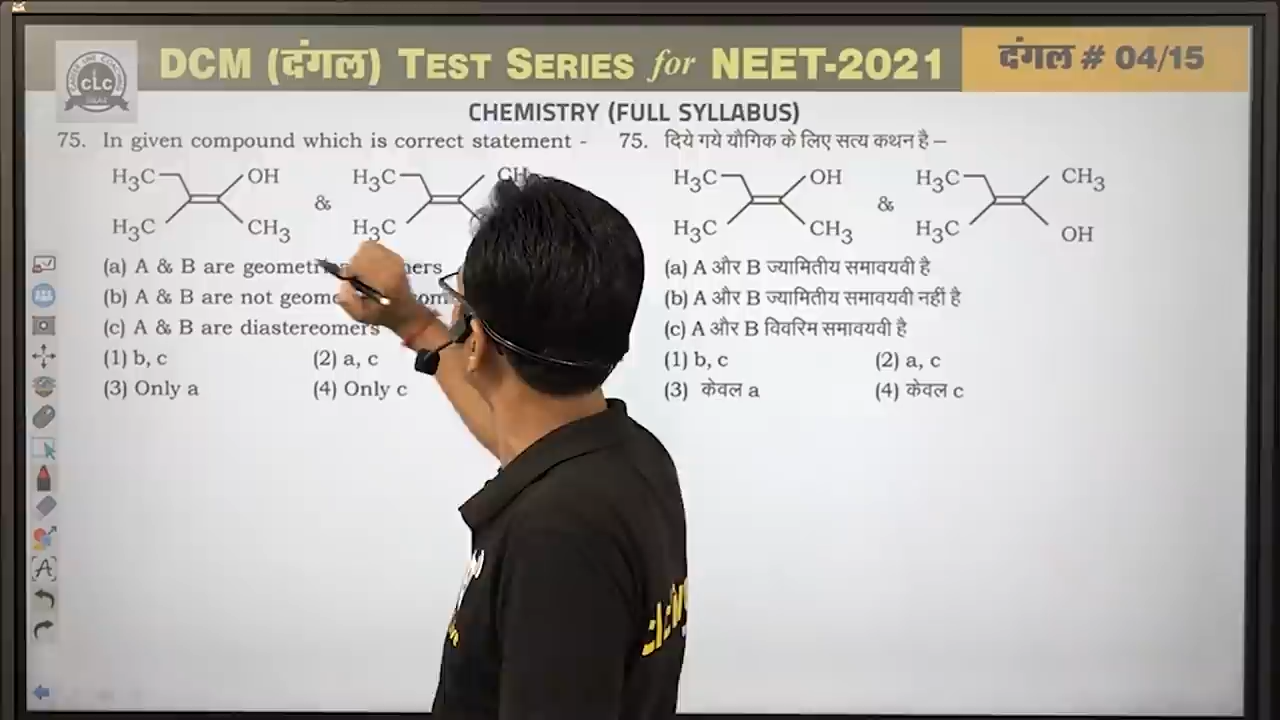 DCM (दंगल) TEST SERIES for NEET-2021
दंगल # 04/15
CLC
CHEMISTRY (FULL SYLLABUS)
75. In given compound which is correct statement -
H3C OH
H3C CH3
&
H3C
H3C
(a) A & B are
(b) A & B are not
(c) A & B are diastereomers
(1) b, c (2) a, c
(3) Only a (4) Only c
75. दिये गये यौगिक के लिए सत्य कथन है –
H3C OH
H3C CH3
&
H3C CH3
H3C OH
(a) A और B ज्यामितीय समावयवी है
(b) A और B ज्यामितीय समावयवी नहीं है
(c) A और B विवरिम समावयवी है
(1) b, c (2) a, c
(3) केवल a (4) केवल c